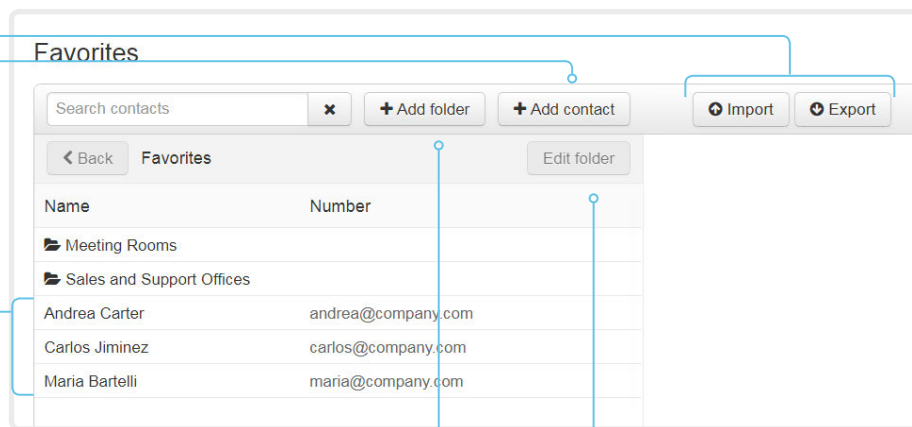 Favorites
Search contacts ✖ + Add folder + Add contact Import Export
Back Favorites Edit folder
Name Number
Meeting Rooms
Sales and Support Offices
Andrea Carter andrea@company.com
Carlos Jiminez carlos@company.com
Maria Bartelli maria@company.com